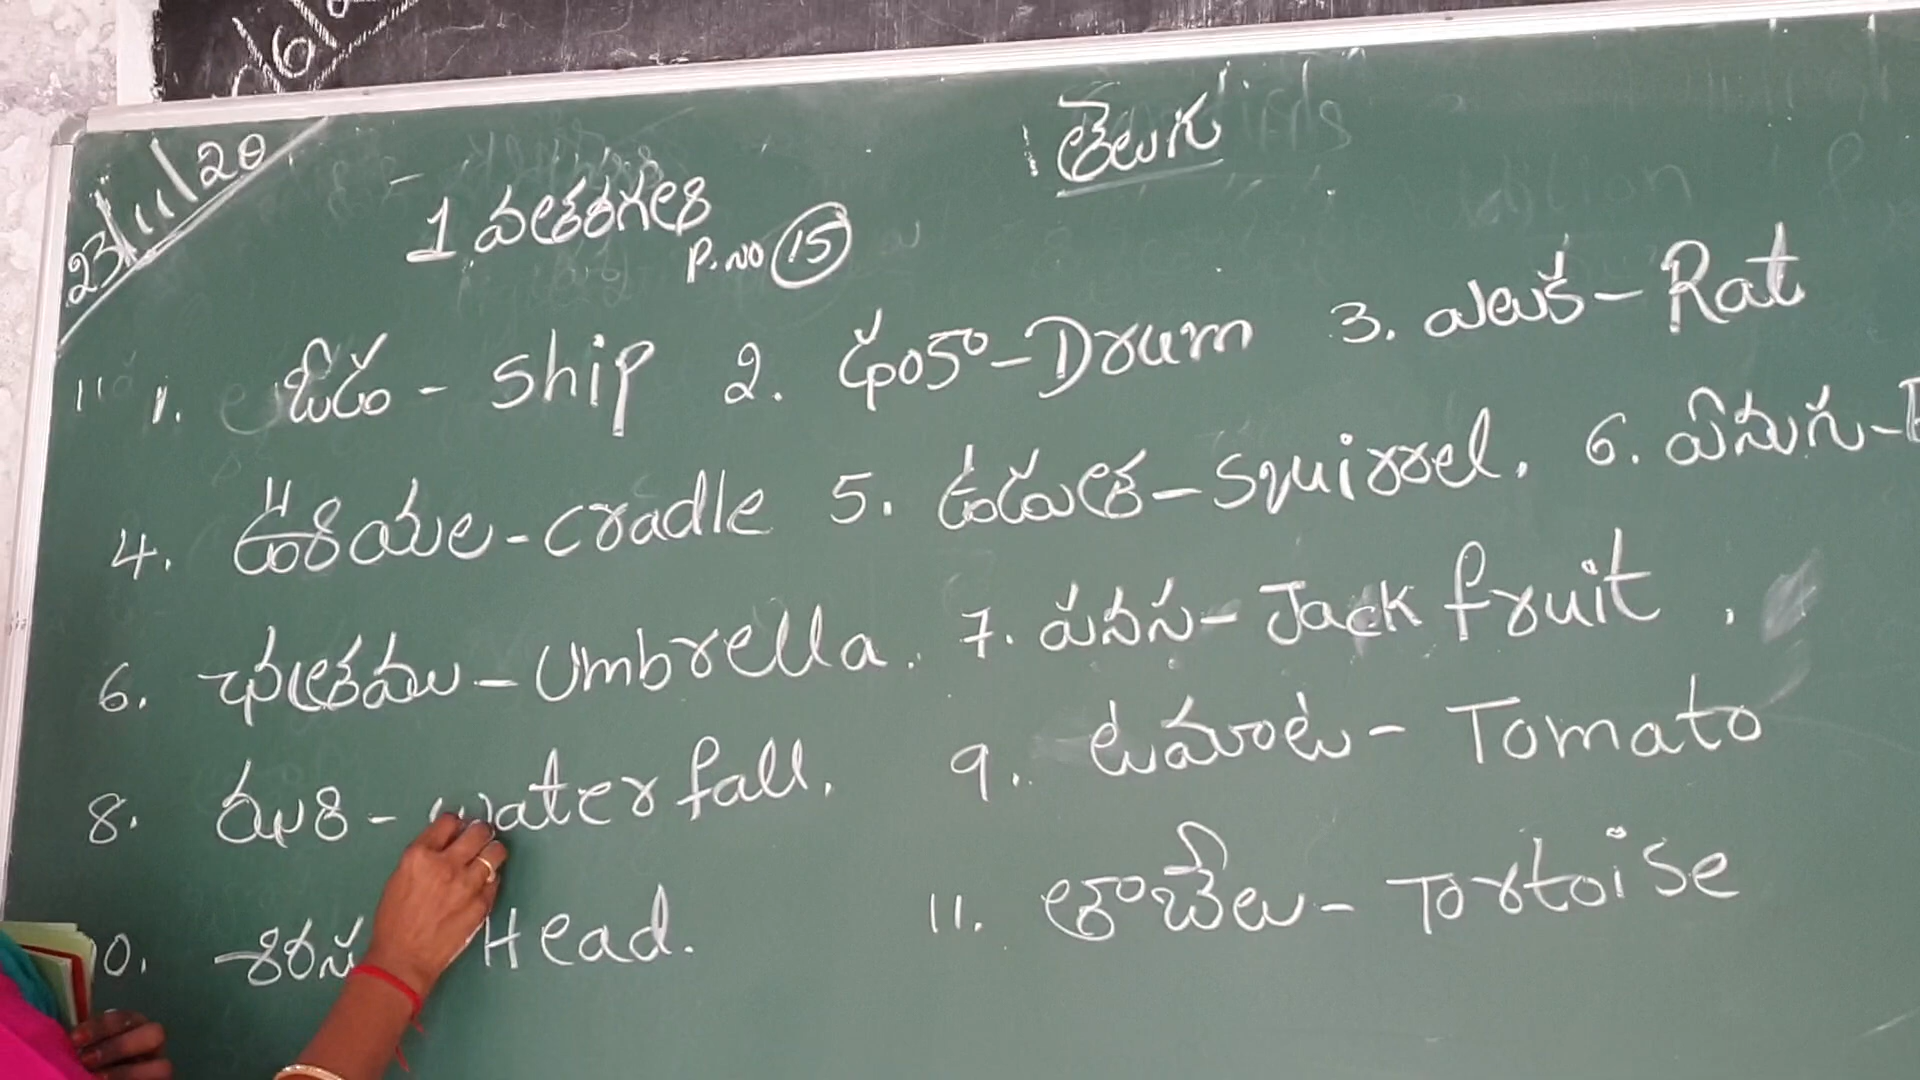 23/11/20
తెలుగు
1 వ తరగతి
P.NO 15
1. ఓడ - Ship 2. ఢంకా - Drum 3. ఎలుక - Rat
4. ఊయల - cradle 5. ఉడుత - Squirrel. 6. ఏనుగు -
6. ఛత్రము - Umbrella. 7. పనస - Jack fruit
8. ఝరి - water fall. 9. టమాట - Tomato
0. శిరస Head. 11. తాబేలు - Tortoise